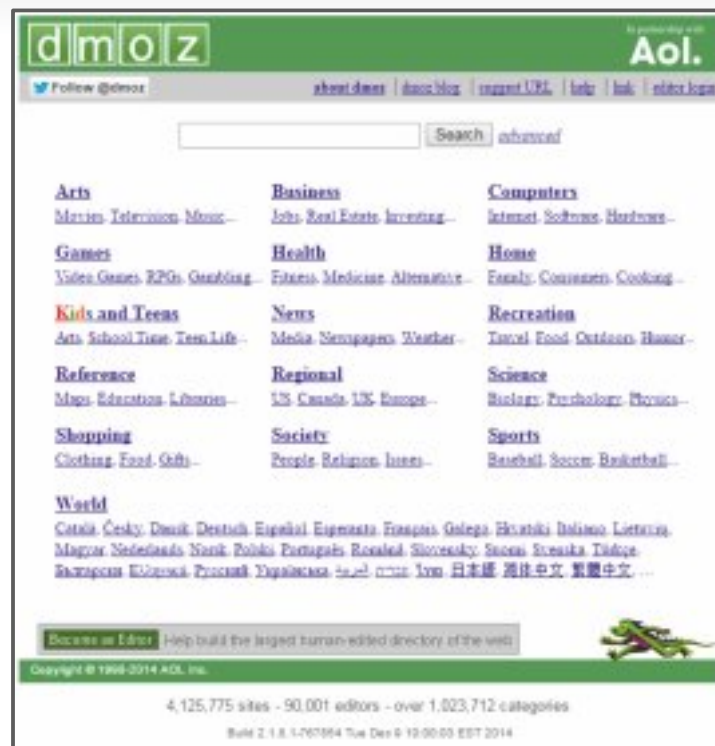 dmoz
In partnership with
Aol.
Follow @dmoz
about dmoz | dmoz blog | suggest URL | help | link | editor login
Search advanced
Arts
Movies, Television, Music...
Business
Jobs, Real Estate, Investing...
Computers
Internet, Software, Hardware...
Games
Video Games, RPGs, Gambling...
Health
Fitness, Medicine, Alternative...
Home
Family, Consumers, Cooking...
Kids and Teens
Arts, School Time, Teen Life...
News
Media, Newspapers, Weather...
Recreation
Travel, Food, Outdoors, Humor...
Reference
Maps, Education, Libraries...
Regional
US, Canada, UK, Europe...
Science
Biology, Psychology, Physics...
Shopping
Clothing, Food, Gifts...
Society
People, Religion, Issues...
Sports
Baseball, Soccer, Basketball...
World
Català, Česky, Dansk, Deutsch, Español, Esperanto, Français, Galego, Hrvatski, Italiano, Lietuvių,
Magyar, Nederlands, Norsk, Polski, Português, Română, Slovensky, Suomi, Svenska, Türkçe,
Български, Ελληνικά, Русский, Українська, العربية, עברית, ไทย, 日本語, 简体中文, 繁體中文, ...
Become an Editor Help build the largest human-edited directory of the web
Copyright © 1998-2014 AOL Inc.
4,125,775 sites - 90,001 editors - over 1,023,712 categories
Tue Dec 9 EST 2014